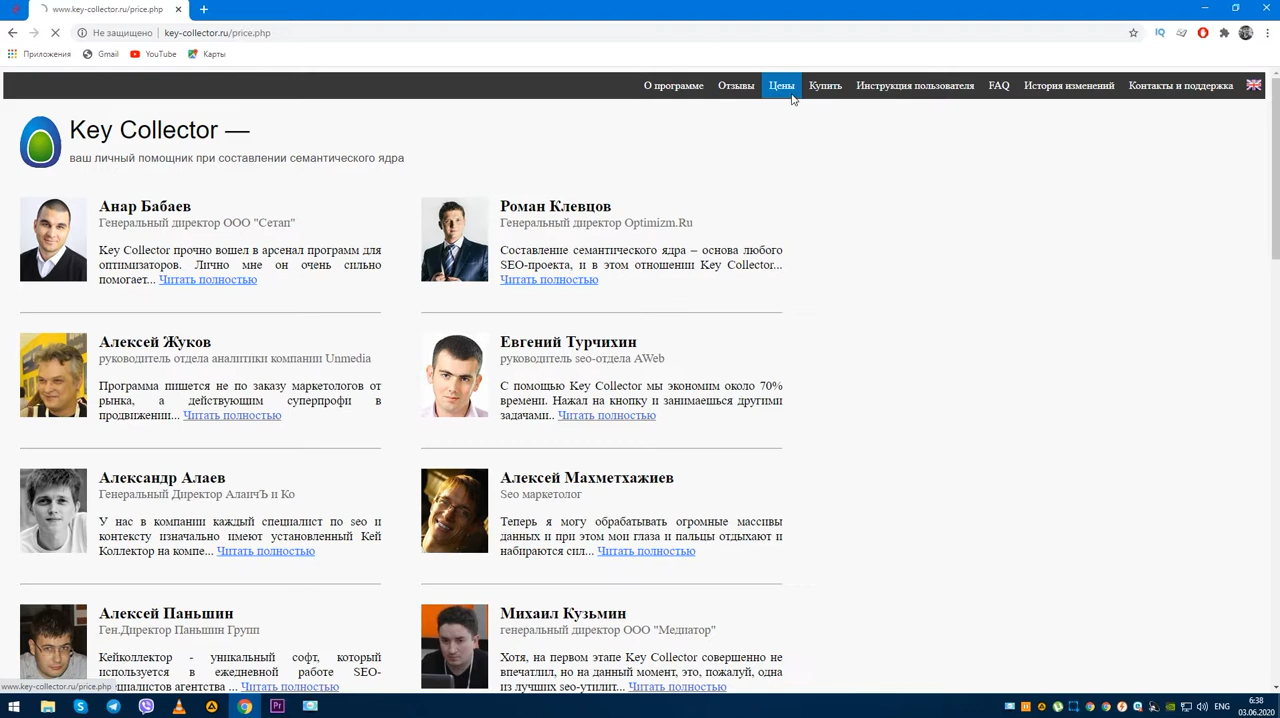 www.key-collector.ru/price.php
Не защищено
key-collector.ru/price.php
IQ
Приложения
Gmail
YouTube
Карты
О программе
Отзывы
Цены
Купить
Инструкция пользователя
FAQ
История изменений
Контакты и поддержка
Key Collector —
ваш личный помощник при составлении семантического ядра
Анар Бабаев
Генеральный директор ООО "Сетап"
Key Collector прочно вошел в арсенал программ для
оптимизаторов. Лично мне он очень сильно
помогает... Читать полностью
Роман Клевцов
Генеральный директор Optimizm.Ru
Составление семантического ядра – основа любого
SEO-проекта, и в этом отношении Key Collector...
Читать полностью
Алексей Жуков
руководитель отдела аналитики компании Unmedia
Программа пишется не по заказу маркетологов от
рынка, а действующим суперпрофи в
продвижении... Читать полностью
Евгений Турчихин
руководитель seo-отдела AWeb
С помощью Key Collector мы экономим около 70%
времени. Нажал на кнопку и занимаешься другими
задачами.. Читать полностью
Александр Алаев
Генеральный Директор АлаичЪ и Ко
У нас в компании каждый специалист по seo и
контексту изначально имеют установленный Кей
Коллектор на компе... Читать полностью
Алексей Махметхажиев
Seo маркетолог
Теперь я могу обрабатывать огромные массивы
данных и при этом мои глаза и пальцы отдыхают и
набираются сил... Читать полностью
Алексей Паньшин
Ген.Директор Паньшин Групп
Кейколлектор - уникальный софт, который
используется в ежедневной работе SEO-
специалистов агентства ... Читать полностью
Михаил Кузьмин
генеральный директор ООО "Медиатор"
Хотя, на первом этапе Key Collector совершенно не
впечатлил, но на данный момент, это, пожалуй, одна
из лучших seo-утилит... Читать полностью
www.key-collector.ru/price.php
Pr
ENG
6:38
03.06.2020